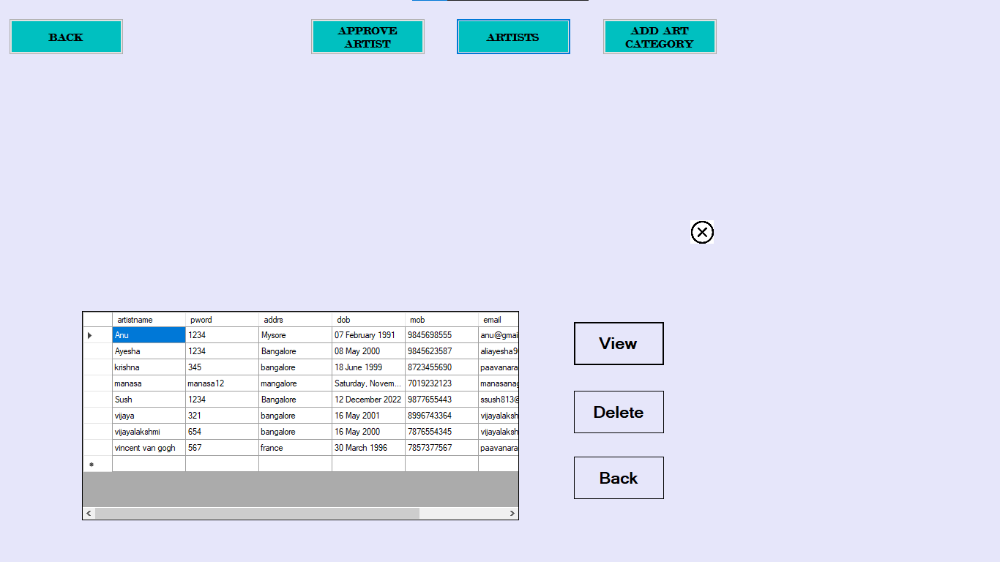 BACK
APPROVE
ARTIST
ARTISTS
ADD ART
CATEGORY
artistname pword addrs dob mob email
Anu 1234 Mysore 07 February 1991 9845698555 anu@gmai
Ayesha 1234 Bangalore 08 May 2000 9845623587 aliayesha9
krishna 345 bangalore 18 June 1999 8723455690 paavanara
manasa manasa12 mangalore Saturday, Novem... 7019232123 manasanag
Sush 1234 Bangalore 12 December 2022 9877655443 ssush813@
vijaya 321 bangalore 16 May 2001 8996743364 vijayalaksh
vijayalakshmi 654 bangalore 16 May 2000 7876554345 vijayalaksh
vincent van gogh 567 france 30 March 1996 7857377567 paavanara
View
Delete
Back